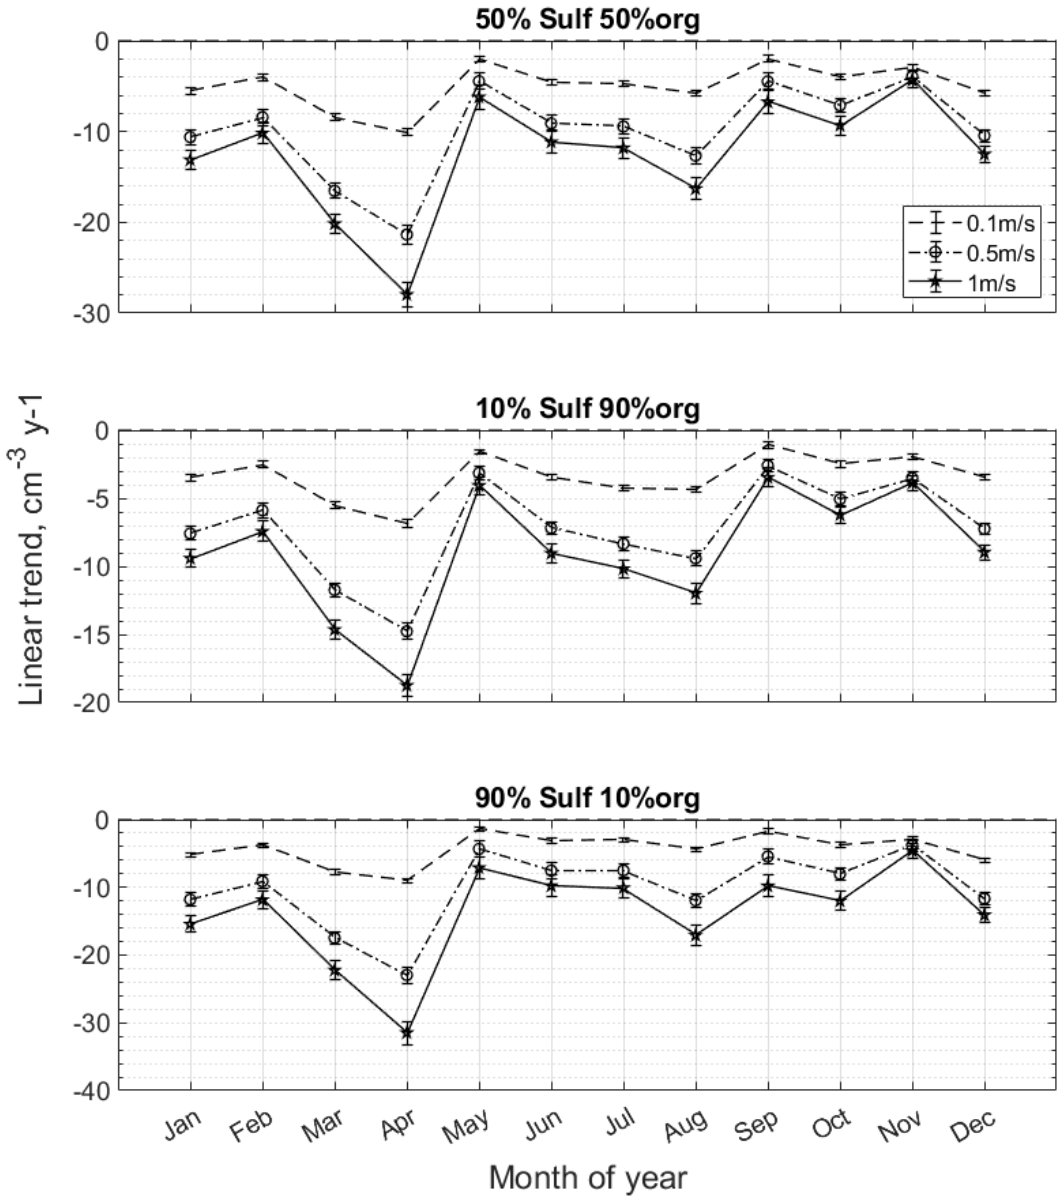 50% Sulf 50%org
0
-10
-20
-30
0.1m/s
0.5m/s
1m/s
10% Sulf 90%org
0
-5
-10
-15
-20
Linear trend, cm-3 y-1
90% Sulf 10%org
0
-10
-20
-30
-40
Jan Feb Mar Apr May Jun Jul Aug Sep Oct Nov Dec
Month of year